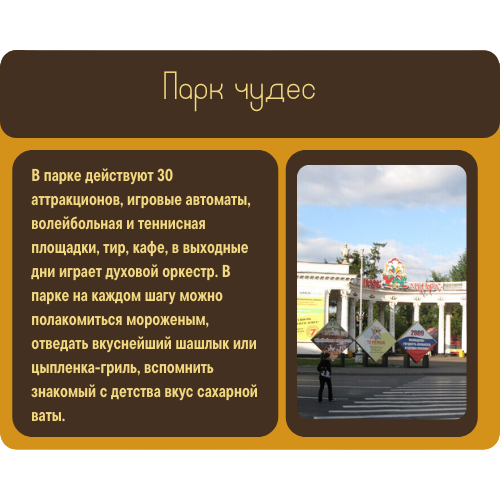 Парк чудес
В парке действуют 30
аттракционов, игровые автоматы,
волейбольная и теннисная
площадки, тир, кафе, в выходные
дни играет духовой оркестр. В
парке на каждом шагу можно
полакомиться мороженым,
отведать вкуснейший шашлык или
цыпленка-гриль, вспомнить
знакомый с детства вкус сахарной
ваты.